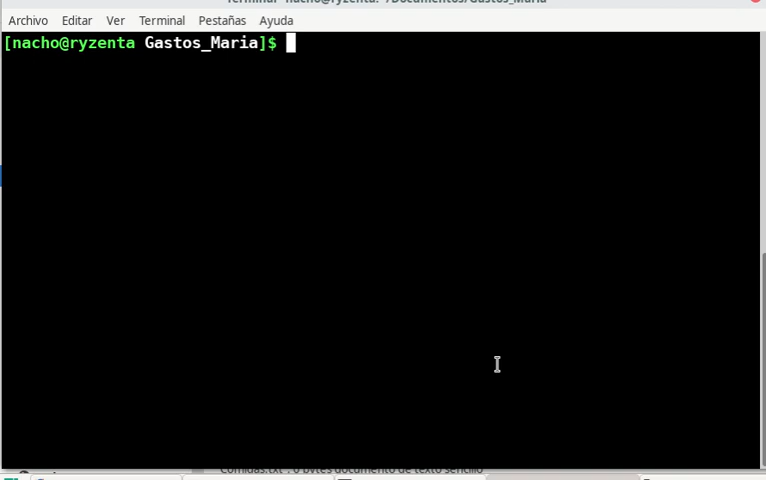 Terminal - nacho@ryzenta: ~/Documentos/Gastos_Maria
Archivo Editar Ver Terminal Pestañas Ayuda
[nacho@ryzenta Gastos_Maria]$
"Comidas.txt": 0 bytes documento de texto sencillo